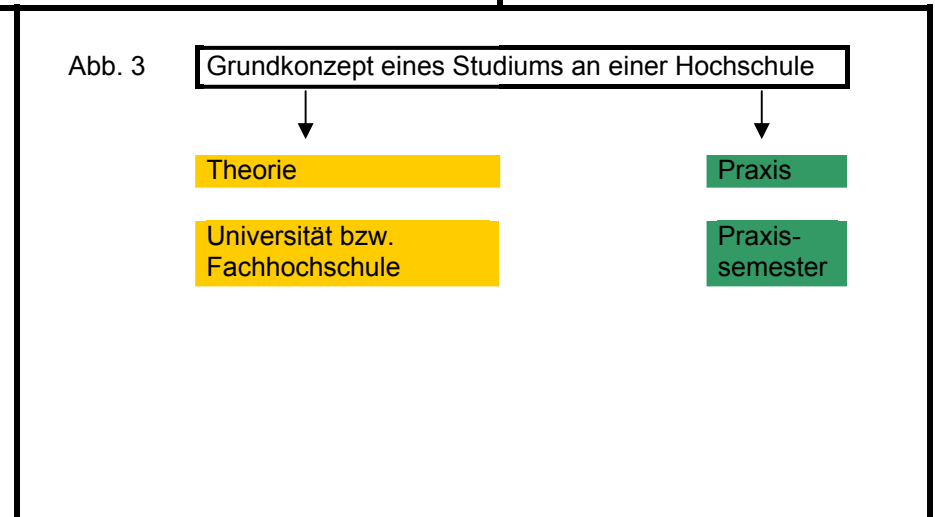 Abb. 3 Grundkonzept eines Studiums an einer Hochschule
Theorie
Praxis
Universität bzw.
Fachhochschule
Praxis-
semester